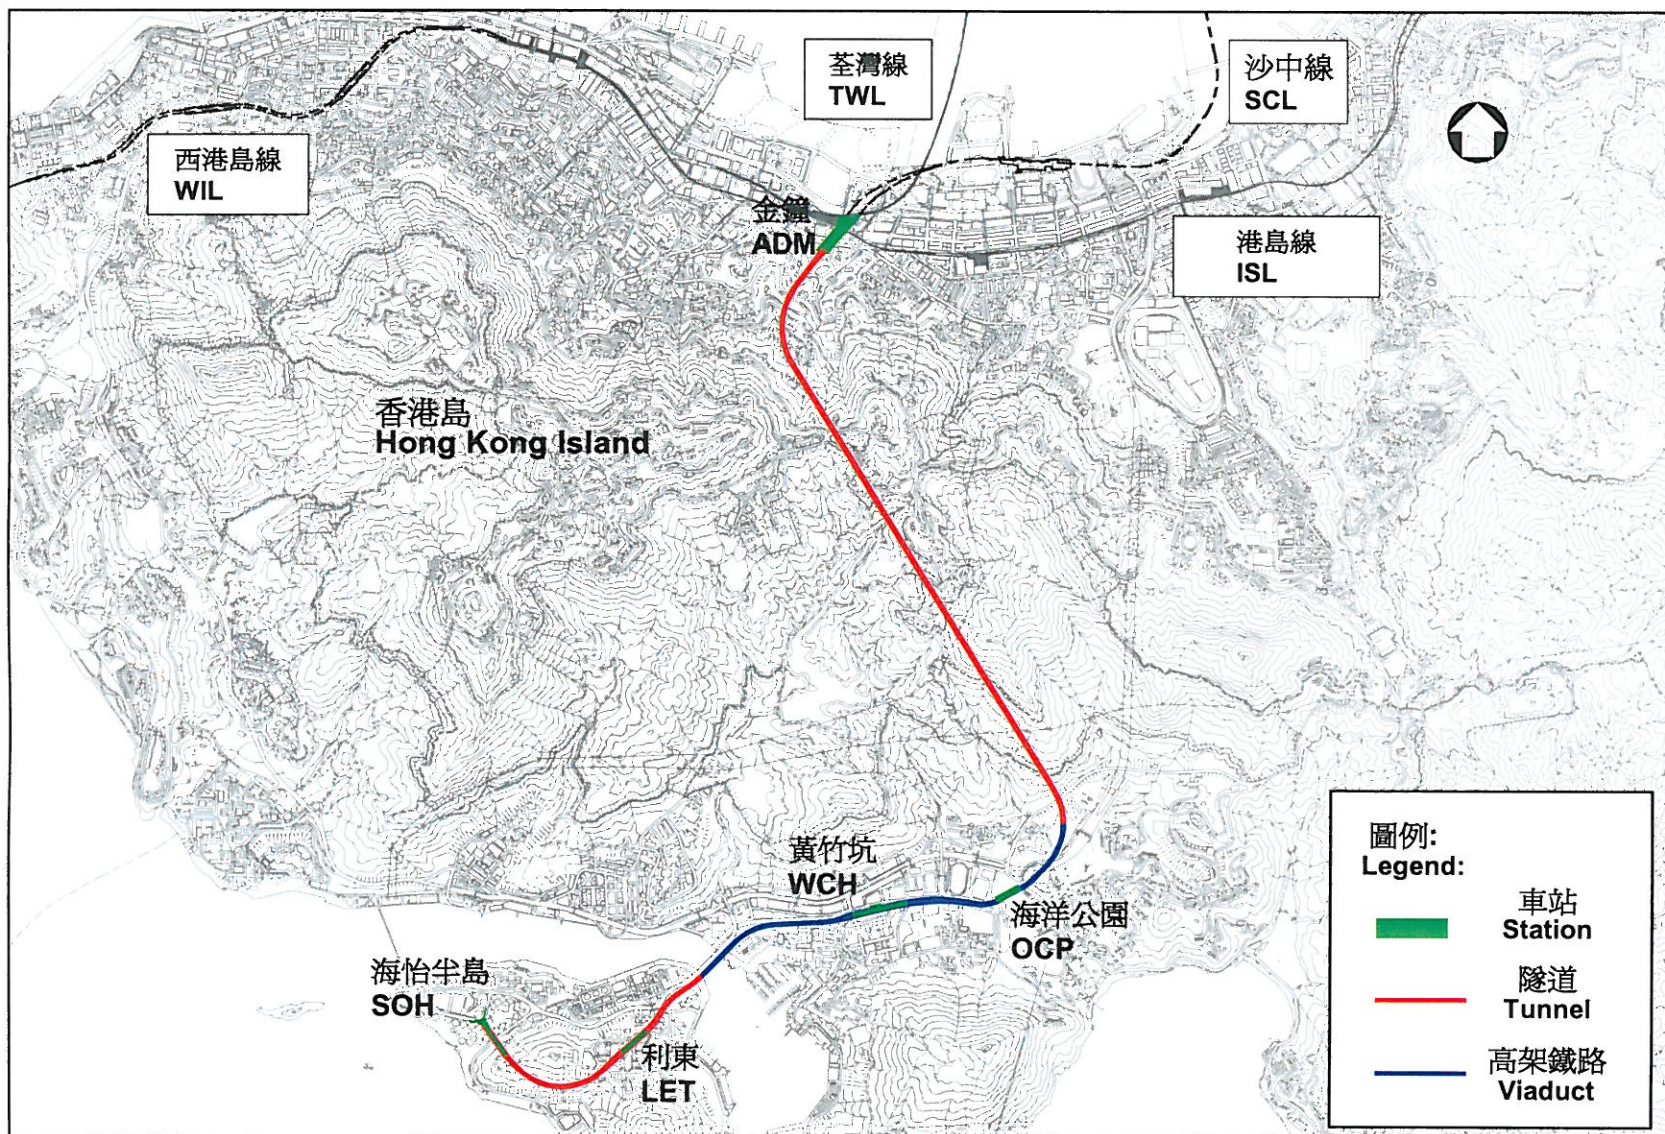 荃灣線
TWL
沙中線
SCL
西港島線
WIL
金鐘
ADM
港島線
ISL
香港島
Hong Kong Island
黃竹坑
WCH
海洋公園
OCP
海怡半島
SOH
利東
LET
圖例:
Legend:
車站
Station
隧道
Tunnel
高架鐵路
Viaduct